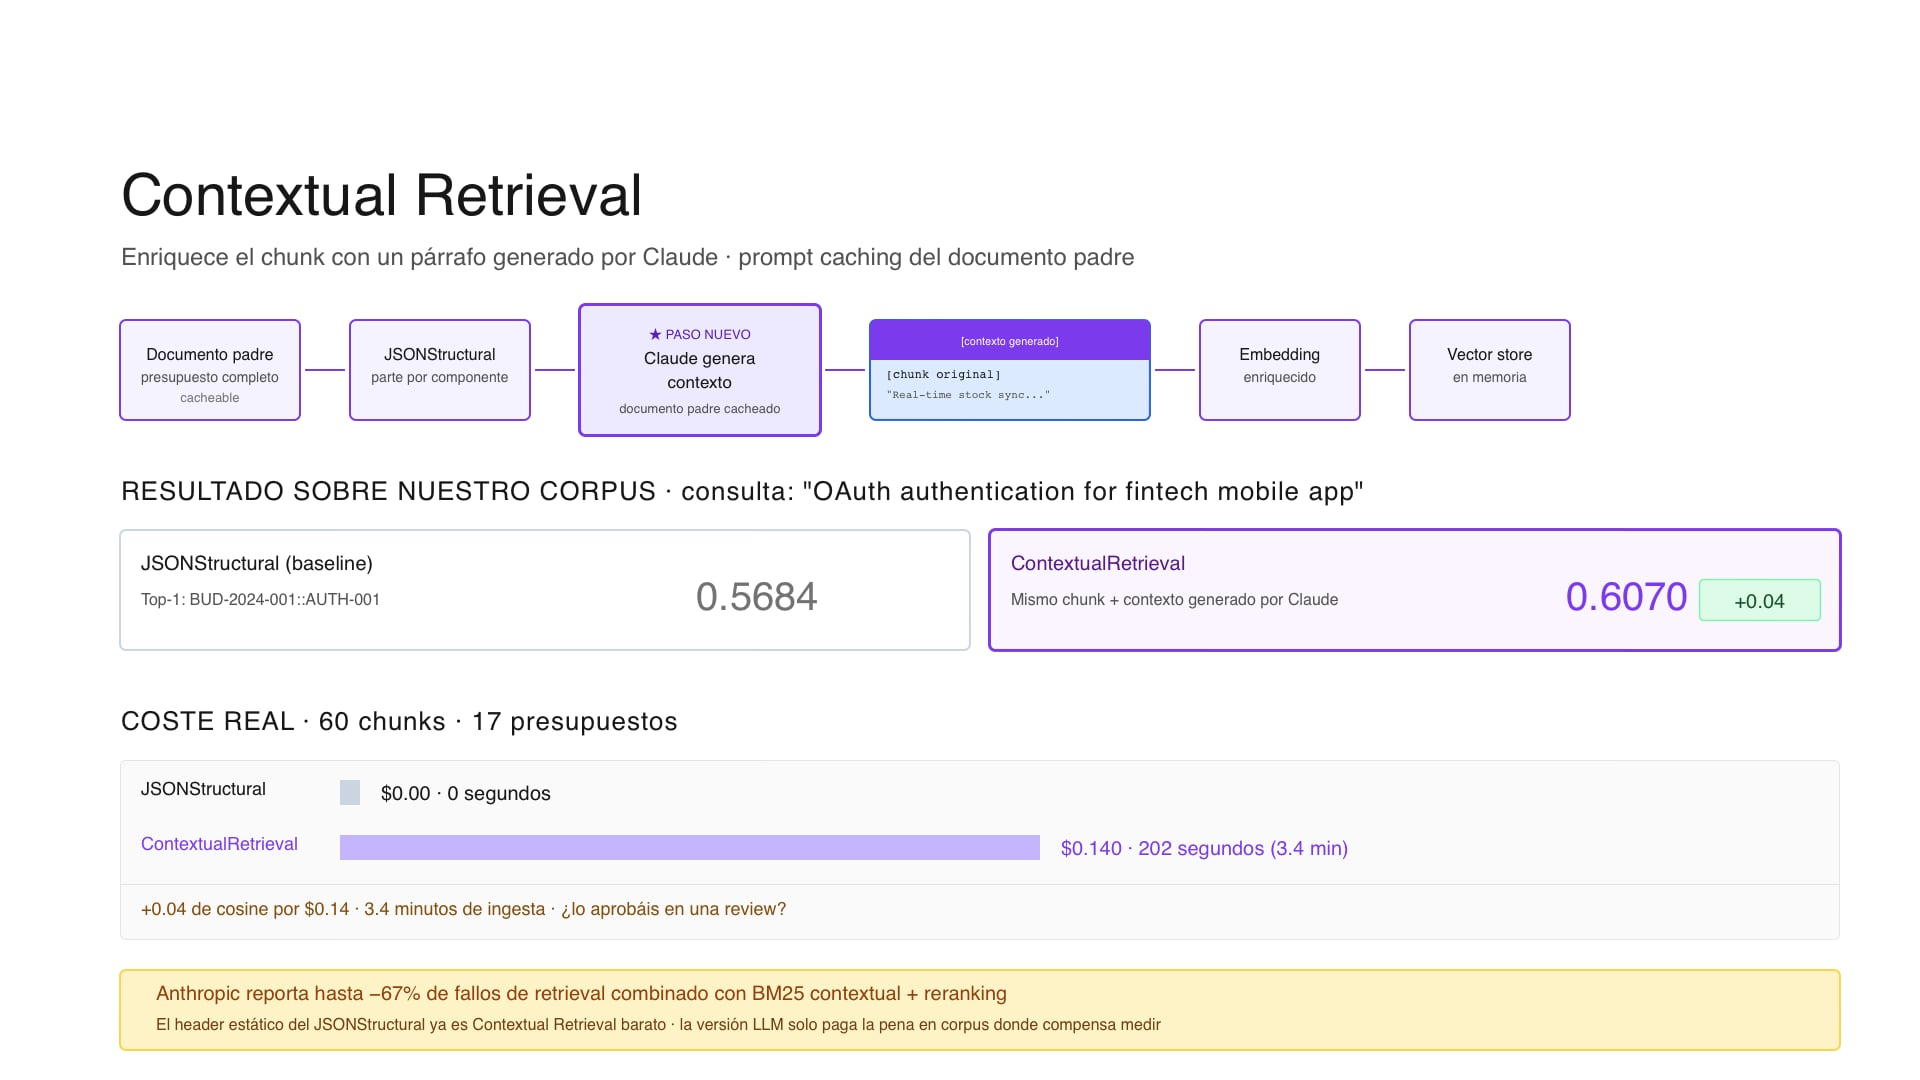 Contextual Retrieval
Enriquece el chunk con un párrafo generado por Claude · prompt caching del documento padre
Documento padre
presupuesto completo
cacheable
JSONStructural
parte por componente
★ PASO NUEVO
Claude genera
contexto
documento padre cacheado
[contexto generado]
[chunk original]
"Real-time stock sync..."
Embedding
enriquecido
Vector store
en memoria
RESULTADO SOBRE NUESTRO CORPUS · consulta: "OAuth authentication for fintech mobile app"
JSONStructural (baseline)
Top-1: BUD-2024-001::AUTH-001
0.5684
ContextualRetrieval
Mismo chunk + contexto generado por Claude
0.6070
+0.04
COSTE REAL · 60 chunks · 17 presupuestos
JSONStructural
$0.00 · 0 segundos
ContextualRetrieval
$0.140 · 202 segundos (3.4 min)
+0.04 de cosine por $0.14 · 3.4 minutos de ingesta · ¿lo aprobáis en una review?
Anthropic reporta hasta −67% de fallos de retrieval combinado con BM25 contextual + reranking
El header estático del JSONStructural ya es Contextual Retrieval barato · la versión LLM solo paga la pena en corpus donde compensa medir